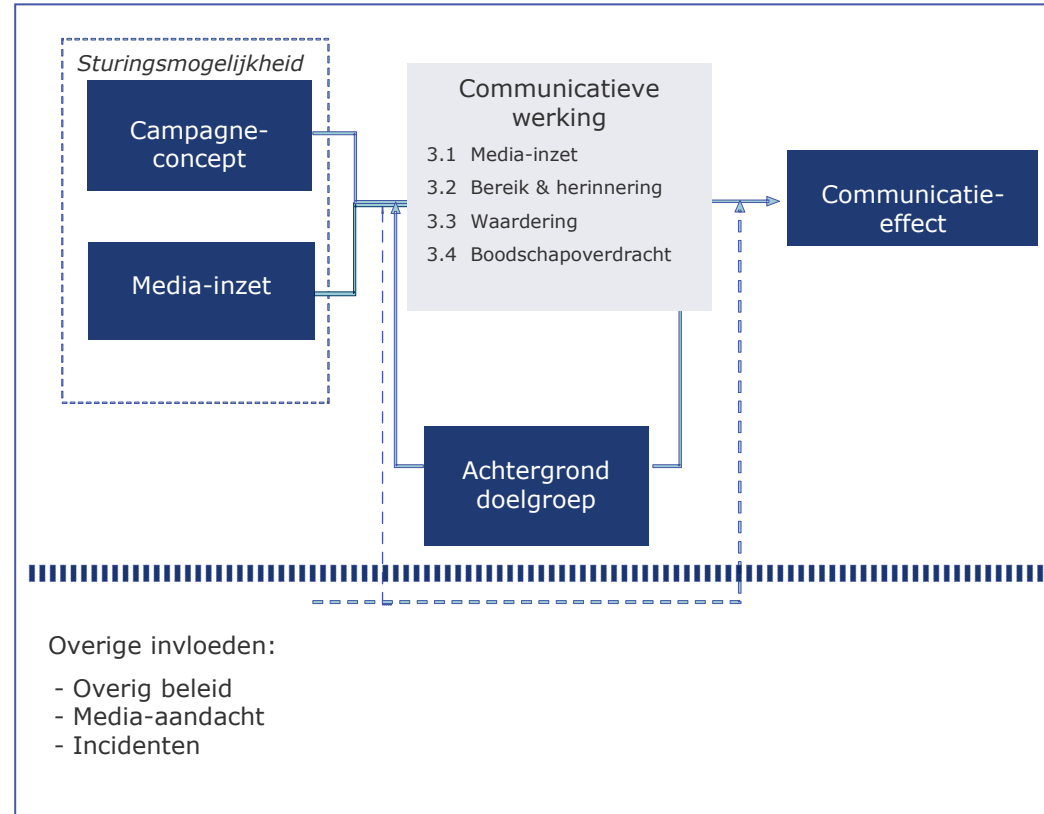 Sturingsmogelijkheid
Campagne-
concept
Media-inzet
Communicatieve
werking
3.1 Media-inzet
3.2 Bereik & herinnering
3.3 Waardering
3.4 Boodschapoverdracht
Communicatie-
effect
Achtergrond
doelgroep
Overige invloeden:
- Overig beleid
- Media-aandacht
- Incidenten